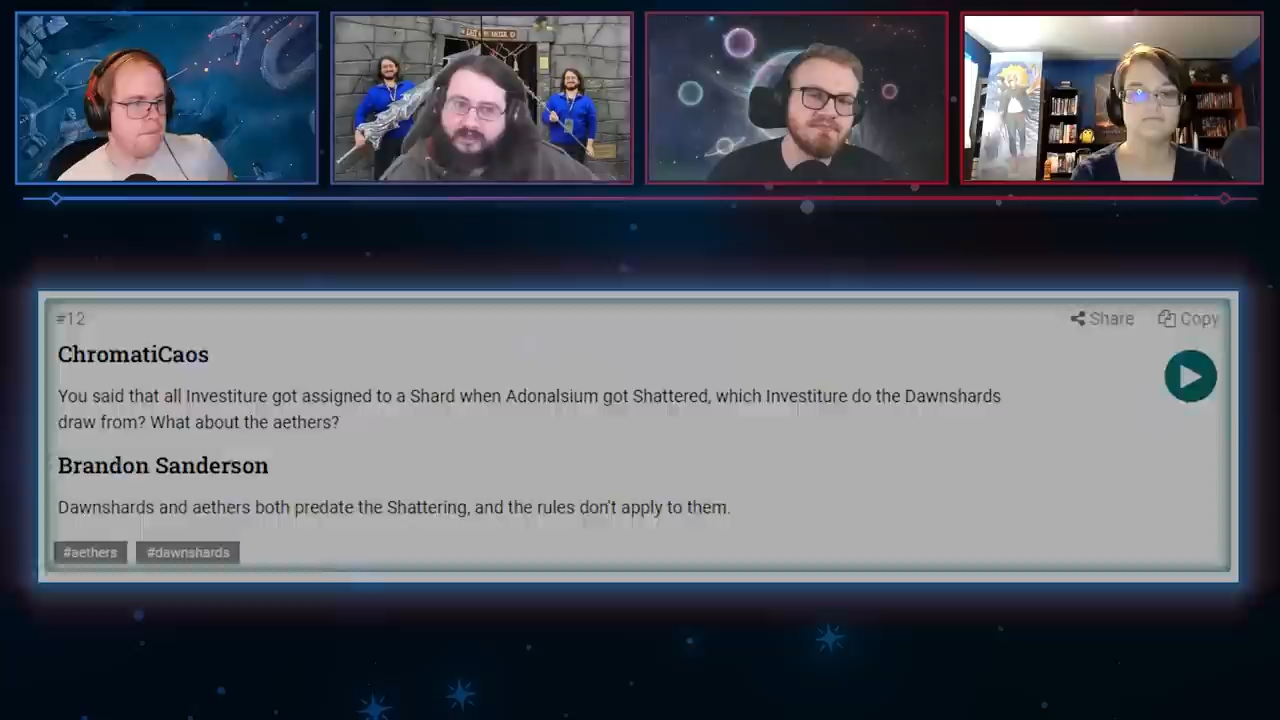 #12
Share Copy
ChromatiCaos
You said that all Investiture got assigned to a Shard when Adonalsium got Shattered, which Investiture do the Dawnshards
draw from? What about the aethers?
Brandon Sanderson
Dawnshards and aethers both predate the Shattering, and the rules don't apply to them.
#aethers #dawnshards